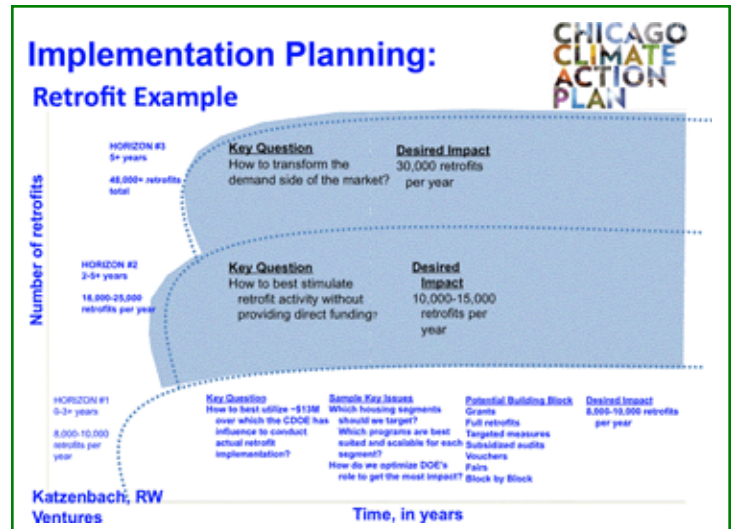 Implementation Planning:
Retrofit Example
CHICAGO
CLIMATE
ACTION
PLAN
Number of retrofits
HORIZON #3
5+ years
48,000+ retrofits
total
Key Question
How to transform the
demand side of the market?
Desired Impact
30,000 retrofits
per year
HORIZON #2
2-5+ years
16,000-25,000
retrofits per year
Key Question
How to best stimulate
retrofit activity without
providing direct funding?
Desired
Impact
10,000-15,000
retrofits per
year
HORIZON #1
0-3+ years
8,000-10,000
retrofits per
year
Key Question
How to best utilize ~$13M
over which the CDOE has
influence to conduct
actual retrofit
implementation?
Sample Key Issues
Which housing segments
should we target?
Which programs are best
suited and scalable for each
segment?
How do we optimize DOE's
role to get the most impact?
Potential Building Block
Grants
Full retrofits
Targeted measures
Subsidized audits
Vouchers
Fairs
Block by Block
Desired Impact
8,000-10,000 retrofits
per year
Katzenbach, RW
Ventures
Time, in years